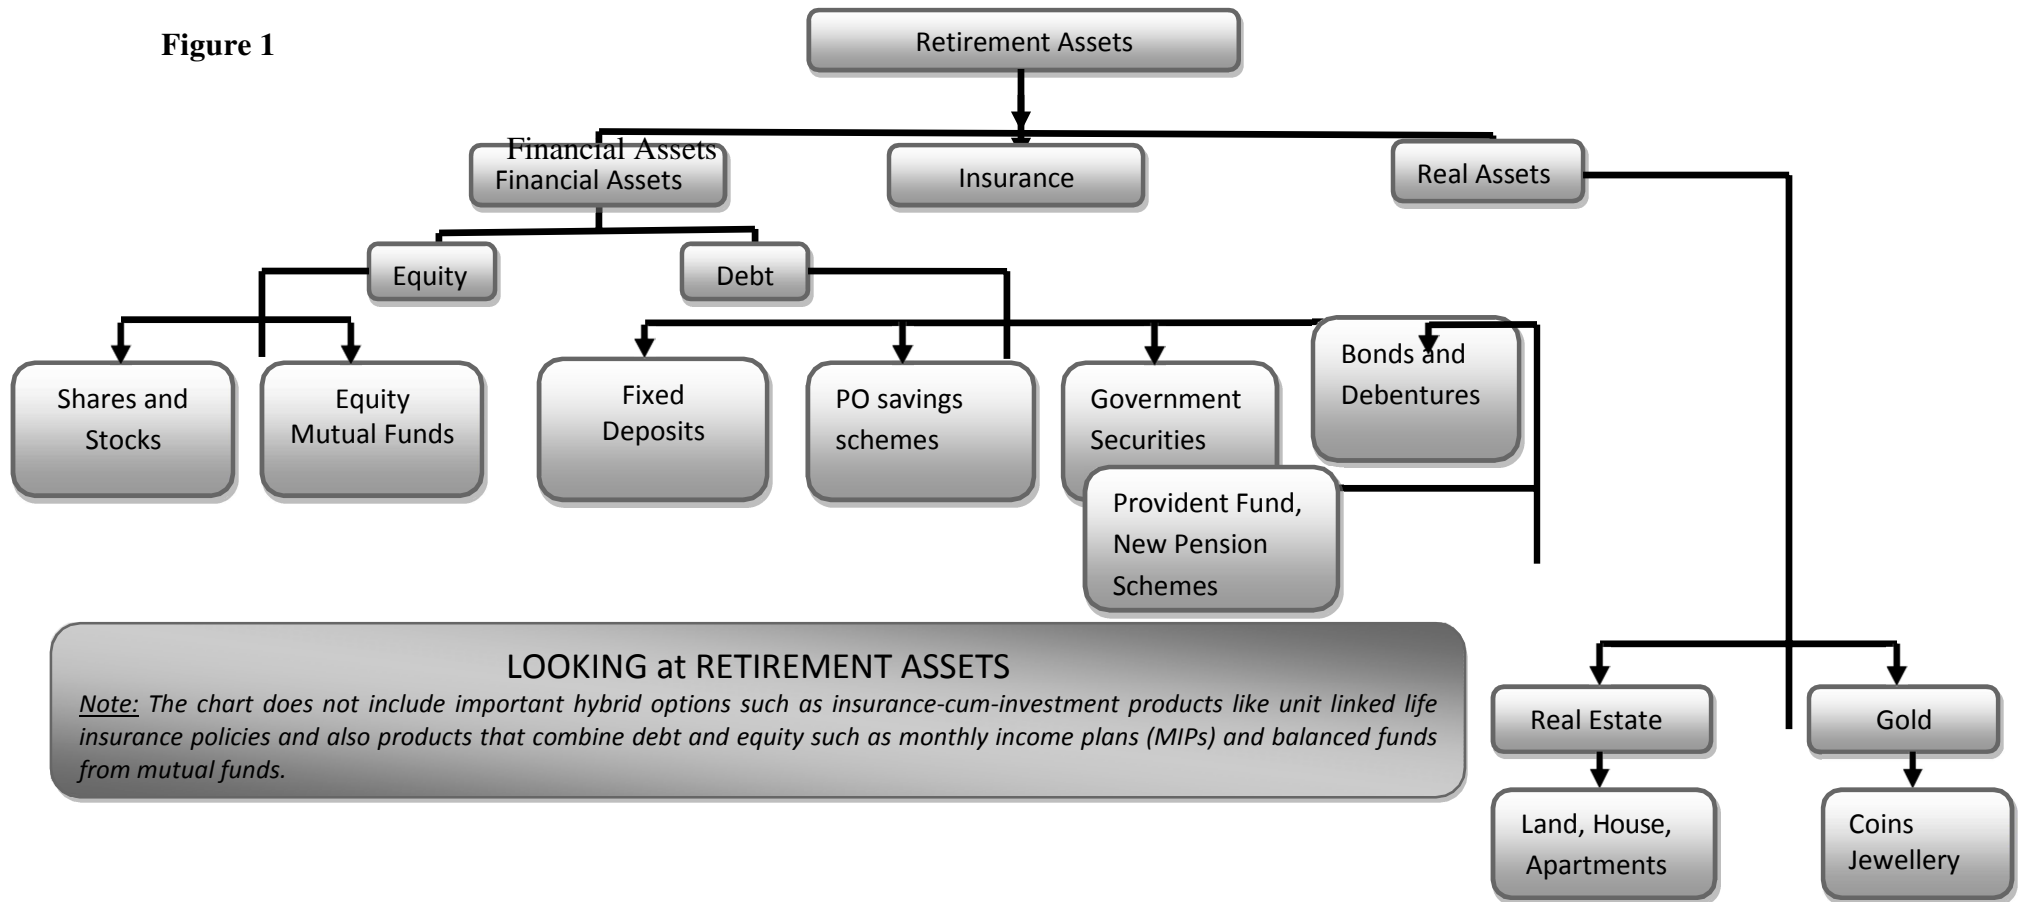 Figure 1
Retirement Assets
Financial Assets
Financial Assets
Insurance
Real Assets
Equity
Debt
Shares and
Stocks
Equity
Mutual Funds
Fixed
Deposits
PO savings
schemes
Government
Securities
Bonds and
Debentures
Provident Fund,
New Pension
Schemes
LOOKING at RETIREMENT ASSETS
Note: The chart does not include important hybrid options such as insurance-cum-investment products like unit linked life
insurance policies and also products that combine debt and equity such as monthly income plans (MIPs) and balanced funds
from mutual funds.
Real Estate
Gold
Land, House,
Apartments
Coins
Jewellery